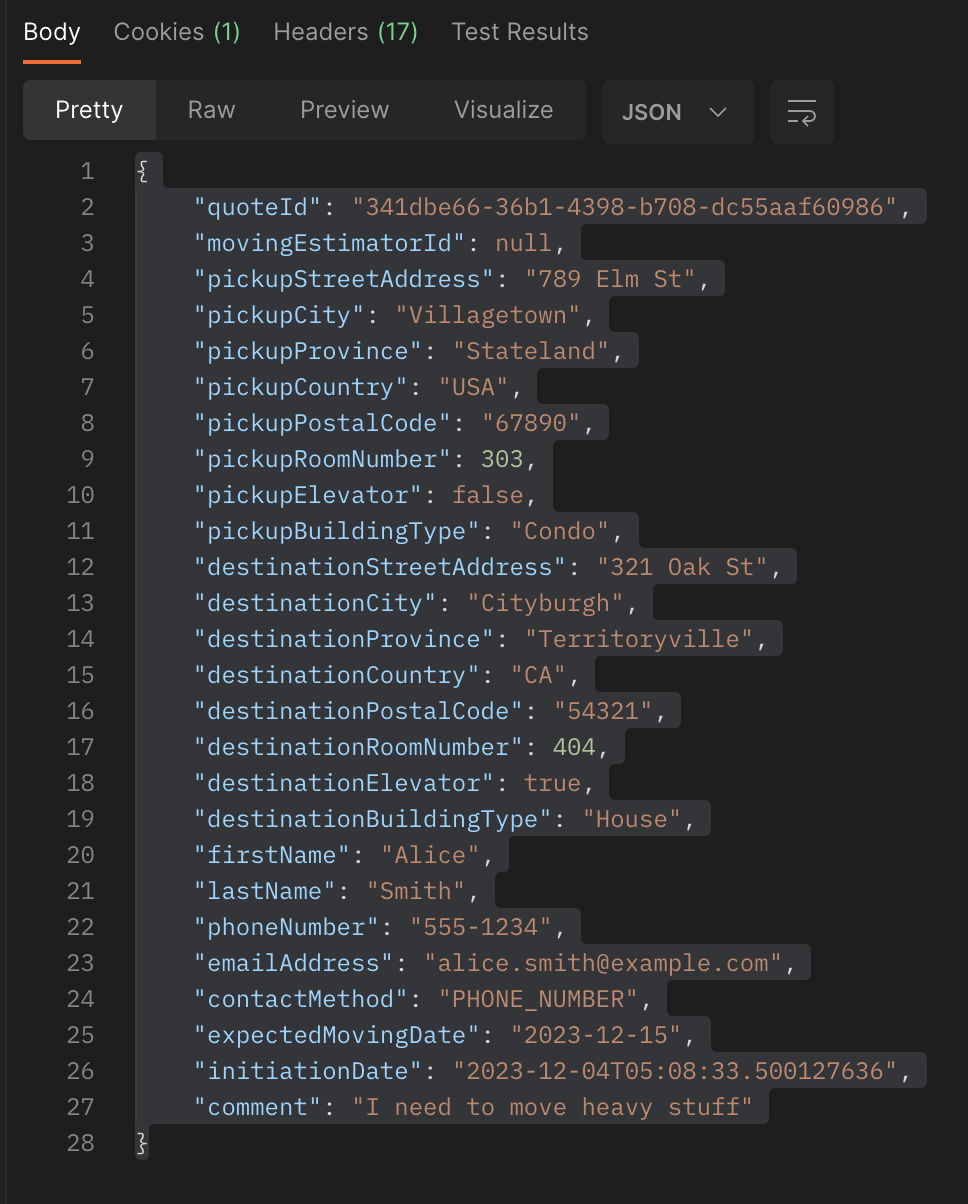 Body Cookies (1) Headers (17) Test Results
Pretty Raw Preview Visualize JSON
1 {
2 "quoteId": "341dbe66-36b1-4398-b708-dc55aaf60986",
3 "movingEstimatorId": null,
4 "pickupStreetAddress": "789 Elm St",
5 "pickupCity": "Villagetown",
6 "pickupProvince": "Stateland",
7 "pickupCountry": "USA",
8 "pickupPostalCode": "67890",
9 "pickupRoomNumber": 303,
10 "pickupElevator": false,
11 "pickupBuildingType": "Condo",
12 "destinationStreetAddress": "321 Oak St",
13 "destinationCity": "Cityburgh",
14 "destinationProvince": "Territoryville",
15 "destinationCountry": "CA",
16 "destinationPostalCode": "54321",
17 "destinationRoomNumber": 404,
18 "destinationElevator": true,
19 "destinationBuildingType": "House",
20 "firstName": "Alice",
21 "lastName": "Smith",
22 "phoneNumber": "555-1234",
23 "emailAddress": "alice.smith@example.com",
24 "contactMethod": "PHONE_NUMBER",
25 "expectedMovingDate": "2023-12-15",
26 "initiationDate": "2023-12-04T05:08:33.500127636",
27 "comment": "I need to move heavy stuff"
28 }